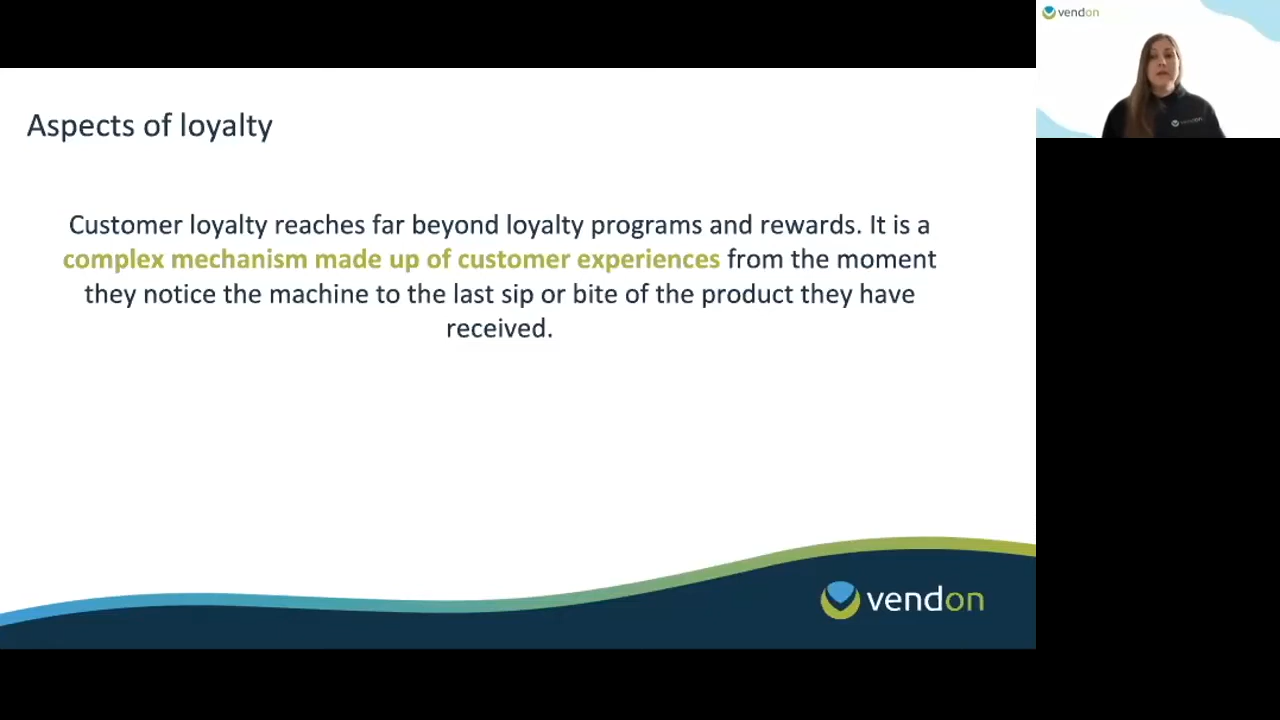 Aspects of loyalty
Customer loyalty reaches far beyond loyalty programs and rewards. It is a
complex mechanism made up of customer experiences from the moment
they notice the machine to the last sip or bite of the product they have
received.
vendon
vendon
vendon